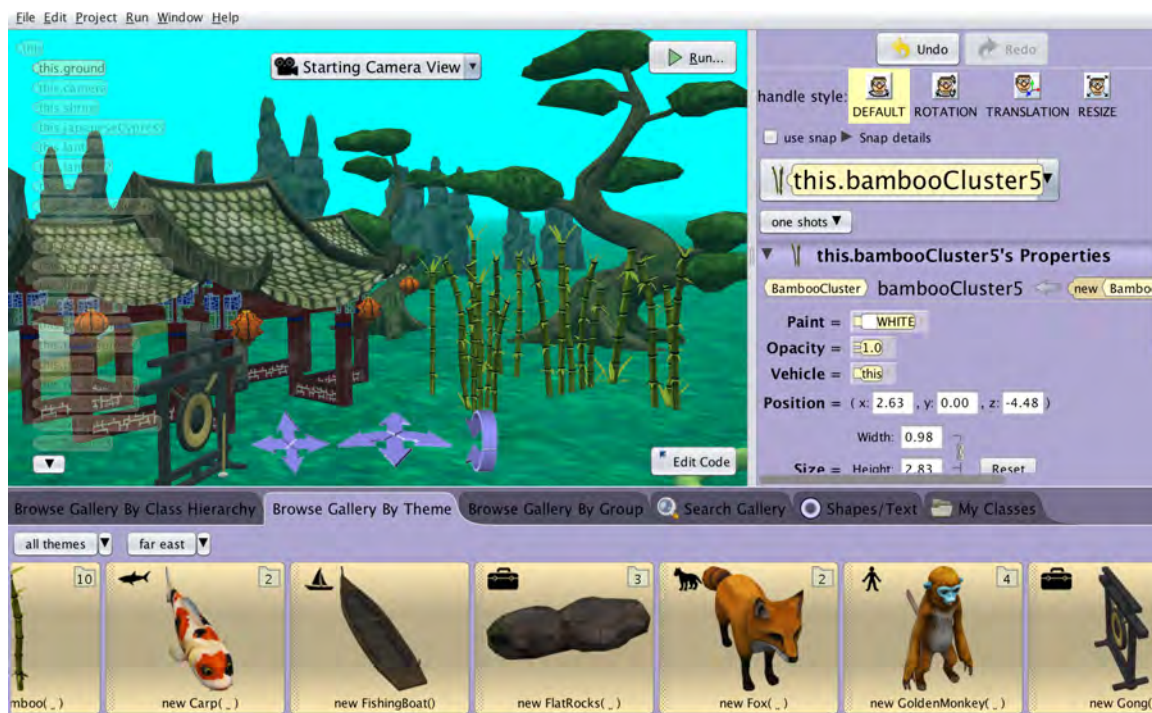 File Edit Project Run Window Help
this
this.ground
this.camera
this.shrine
this.japaneseCypress
Starting Camera View
Run...
Edit Code
Undo
Redo
handle style:
DEFAULT ROTATION TRANSLATION RESIZE
use snap Snap details
this.bambooCluster5
one shots
this.bambooCluster5's Properties
BambooCluster bambooCluster5 new Bamboo
Paint = WHITE
Opacity = 1.0
Vehicle = this
Position = ( x: 2.63 , y: 0.00 , z: -4.48 )
Width: 0.98
Size = Height: 2.83 Reset
Browse Gallery By Class Hierarchy Browse Gallery By Theme Browse Gallery By Group Search Gallery Shapes/Text My Classes
all themes far east
10 2 3 2 4
mboo( _ ) new Carp( _ ) new FishingBoat() new FlatRocks( _ ) new Fox( _ ) new GoldenMonkey( _ ) new Gong(